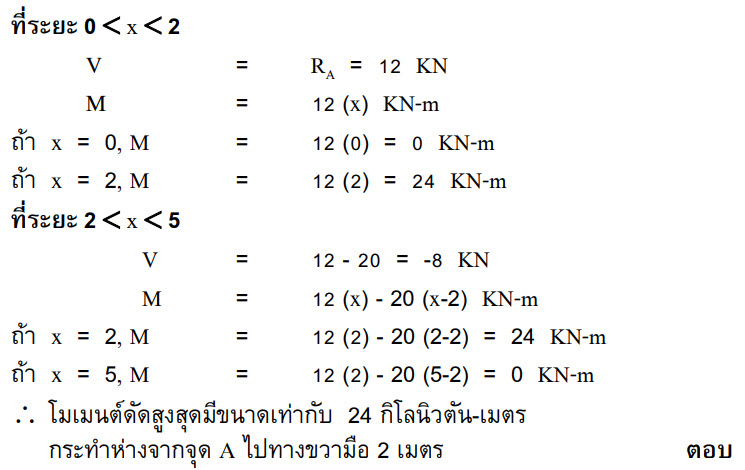 ที่ระยะ 0 < x < 2
V = R_A = 12 KN
M = 12 (x) KN-m
ถ้า x = 0, M = 12 (0) = 0 KN-m
ถ้า x = 2, M = 12 (2) = 24 KN-m
ที่ระยะ 2 < x < 5
V = 12 - 20 = -8 KN
M = 12 (x) - 20 (x-2) KN-m
ถ้า x = 2, M = 12 (2) - 20 (2-2) = 24 KN-m
ถ้า x = 5, M = 12 (2) - 20 (5-2) = 0 KN-m
∴ โมเมนต์ดัดสูงสุดมีขนาดเท่ากับ 24 กิโลนิวตัน-เมตร
กระทำห่างจากจุด A ไปทางขวามือ 2 เมตร ตอบ